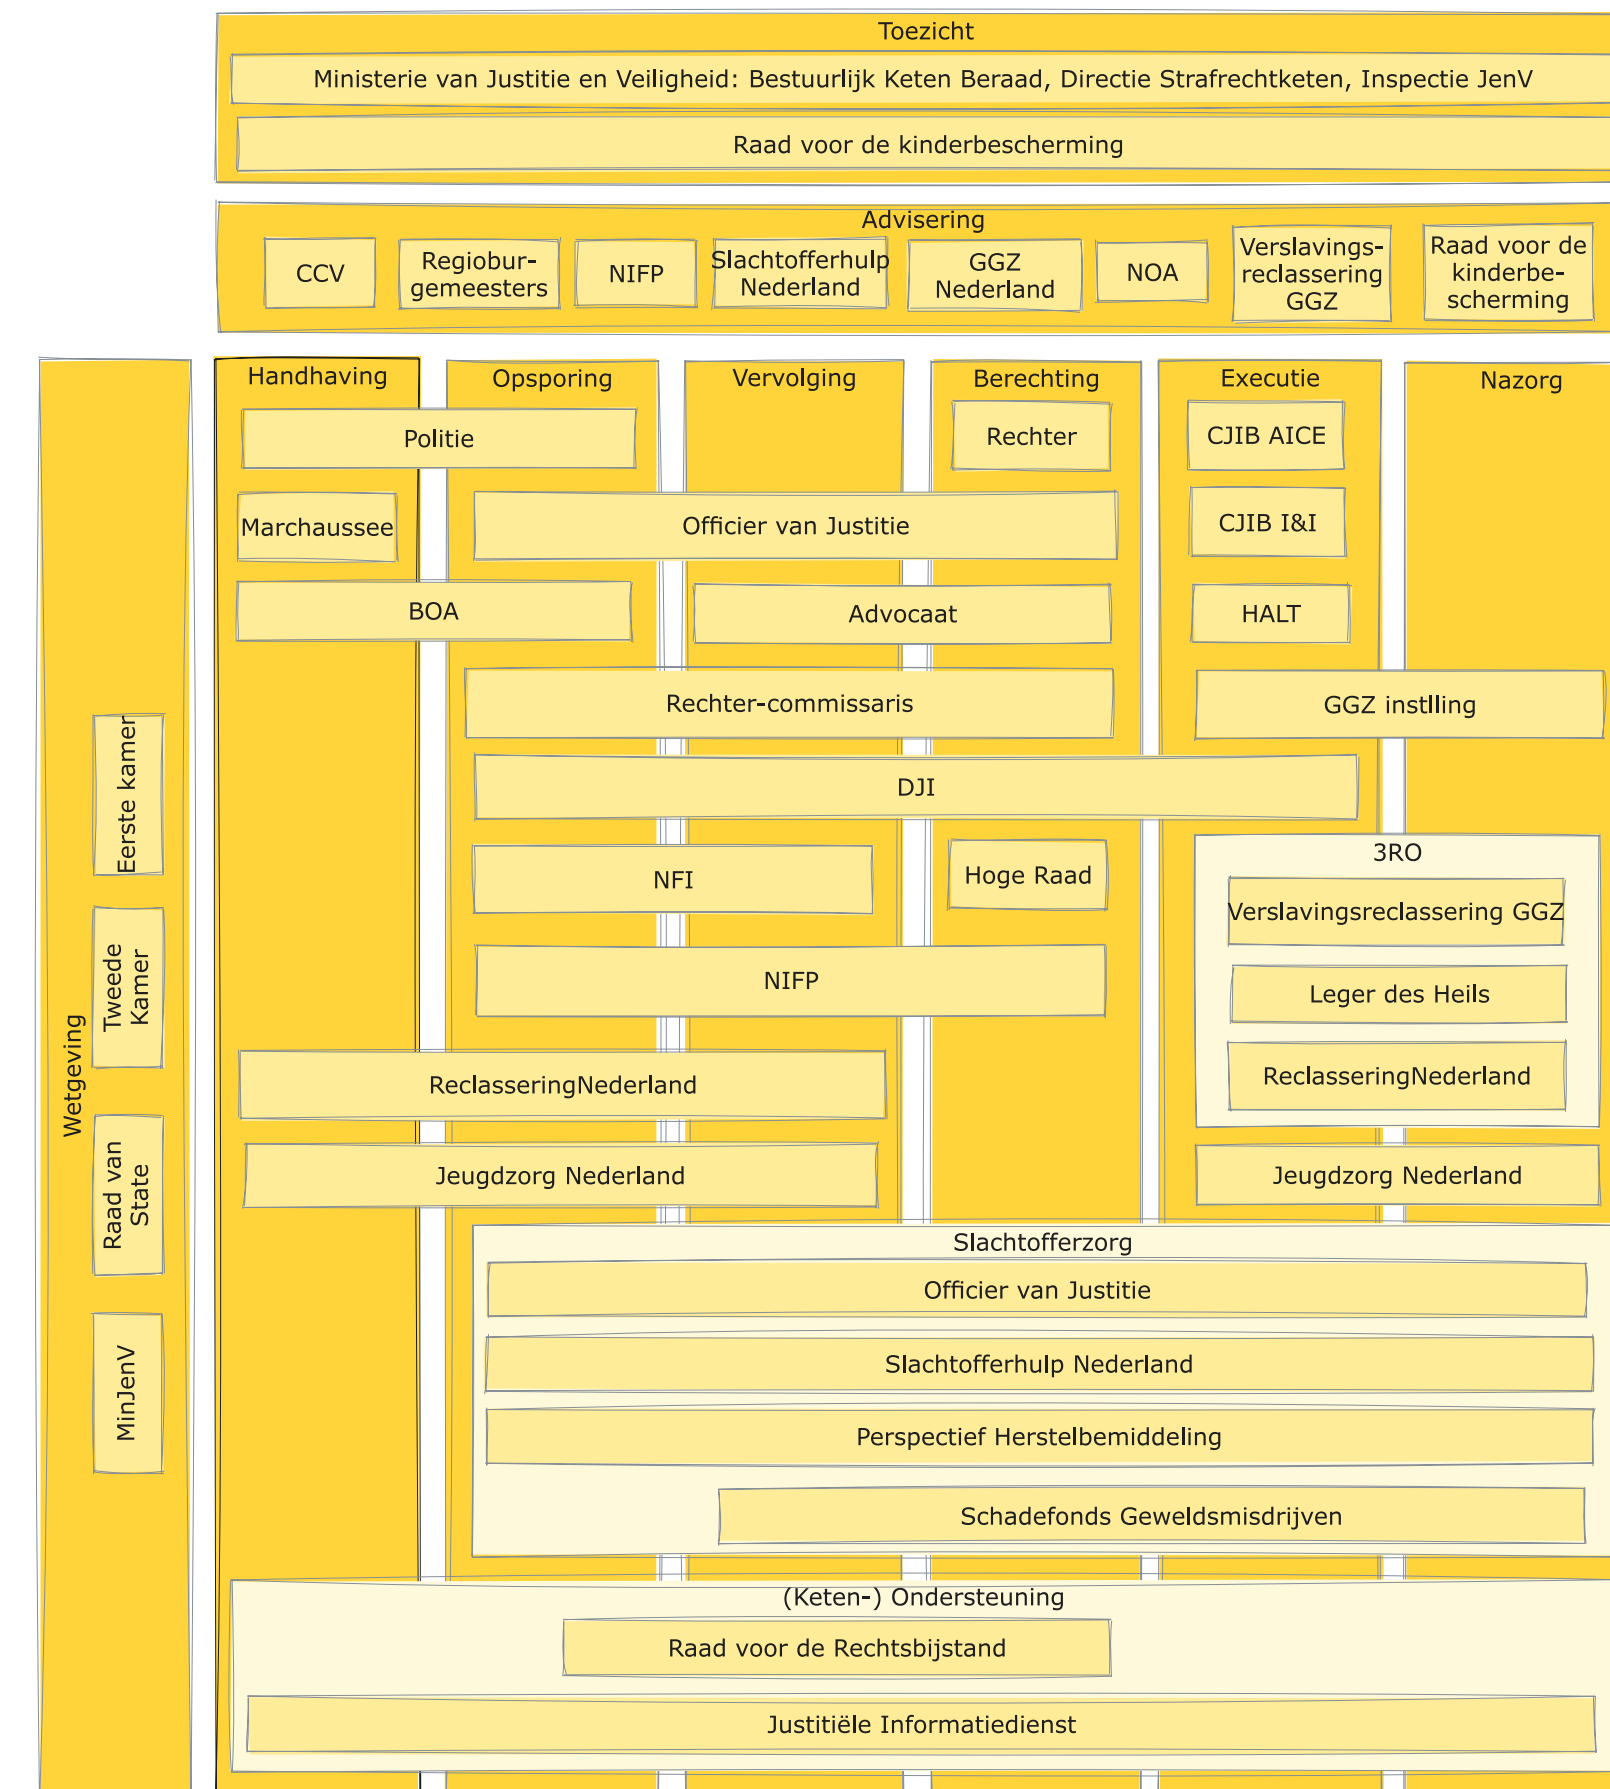 Toezicht
Ministerie van Justitie en Veiligheid: Bestuurlijk Keten Beraad, Directie Strafrechtketen, Inspectie JenV
Raad voor de kinderbescherming
Advisering
CCV
Regiobur-
gemeesters
NIFP
Slachtofferhulp
Nederland
GGZ
Nederland
NOA
Verslavings-
reclassering
GGZ
Raad voor de
kinderbe-
scherming
Wetgeving
Eerste kamer
Tweede
Kamer
Raad van
State
MinJenV
Handhaving
Opsporing
Vervolging
Berechting
Executie
Nazorg
Politie
Rechter
CJIB AICE
Marchaussee
Officier van Justitie
CJIB I&I
BOA
Advocaat
HALT
Rechter-commissaris
GGZ instlling
DJI
NFI
Hoge Raad
3RO
Verslavingsreclassering GGZ
Leger des Heils
ReclasseringNederland
NIFP
ReclasseringNederland
Jeugdzorg Nederland
Jeugdzorg Nederland
Slachtofferzorg
Officier van Justitie
Slachtofferhulp Nederland
Perspectief Herstelbemiddeling
Schadefonds Geweldsmisdrijven
(Keten-) Ondersteuning
Raad voor de Rechtsbijstand
Justitiële Informatiedienst